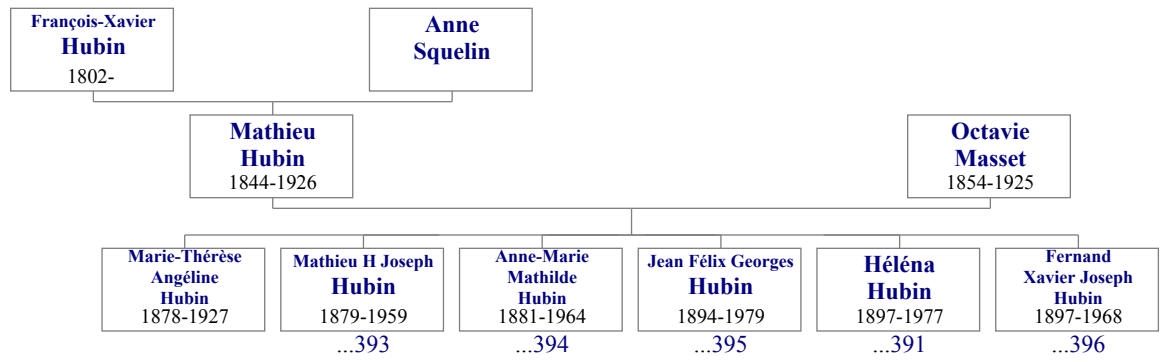 François-Xavier
Hubin
1802-
Anne
Squelin
Mathieu
Hubin
1844-1926
Octavie
Masset
1854-1925
Marie-Thérèse
Angéline
Hubin
1878-1927
Mathieu H Joseph
Hubin
1879-1959
...393
Anne-Marie
Mathilde
Hubin
1881-1964
...394
Jean Félix Georges
Hubin
1894-1979
...395
Héléna
Hubin
1897-1977
...391
Fernand
Xavier Joseph
Hubin
1897-1968
...396